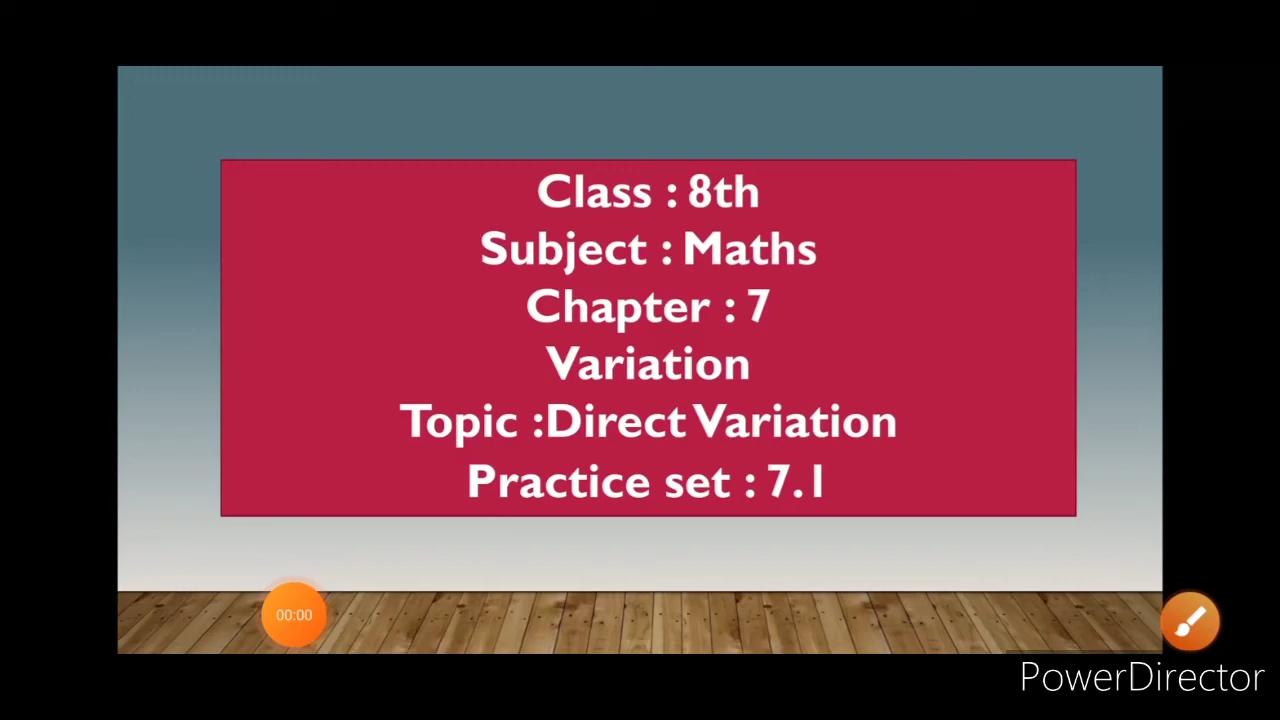 Class : 8th
Subject : Maths
Chapter : 7
Variation
Topic :Direct Variation
Practice set : 7.1
00:00
PowerDirector